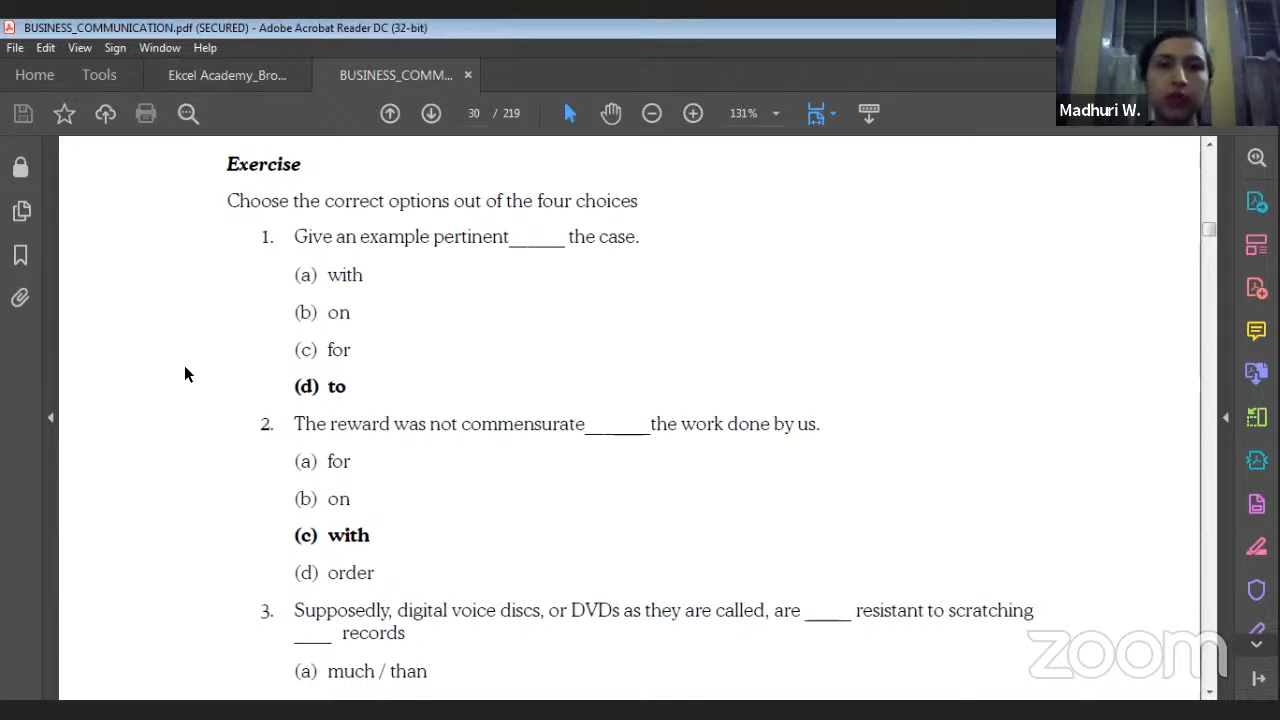 BUSINESS_COMMUNICATION.pdf (SECURED) - Adobe Acrobat Reader DC (32-bit)
File Edit View Sign Window Help
Home Tools Ekcel Academy_Bro... BUSINESS_COMM... ×
30 / 219 131%
Madhuri W.
Exercise
Choose the correct options out of the four choices
1. Give an example pertinent______ the case.
(a) with
(b) on
(c) for
(d) to
2. The reward was not commensurate_______the work done by us.
(a) for
(b) on
(c) with
(d) order
3. Supposedly, digital voice discs, or DVDs as they are called, are _____ resistant to scratching
____ records
(a) much / than
zoom